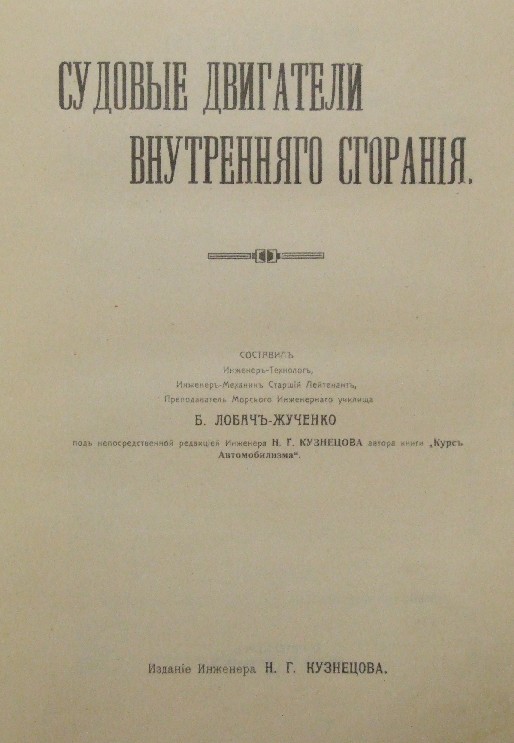 СУДОВЫЕ ДВИГАТЕЛИ
ВНУТРЕННЯГО СГОРАНІЯ.
СОСТАВИЛЪ
Инженеръ-Технологъ,
Инженеръ-Механикъ Старшій Лейтенантъ,
Преподаватель Морского Инженернаго училища
Б. ЛОБАЧЪ-ЖУЧЕНКО
подъ непосредственной редакціей Инженера Н. Г. КУЗНЕЦОВА автора книги „Курсъ
Автомобилизма“.
Изданіе Инженера Н. Г. КУЗНЕЦОВА.